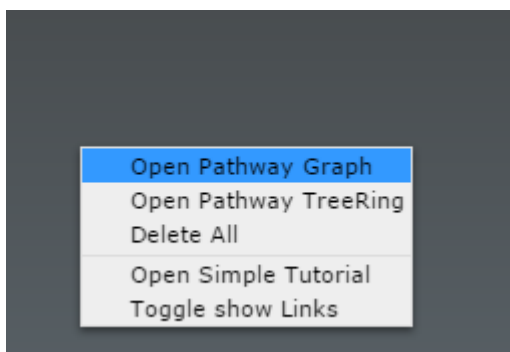 Open Pathway Graph
Open Pathway TreeRing
Delete All
Open Simple Tutorial
Toggle show Links